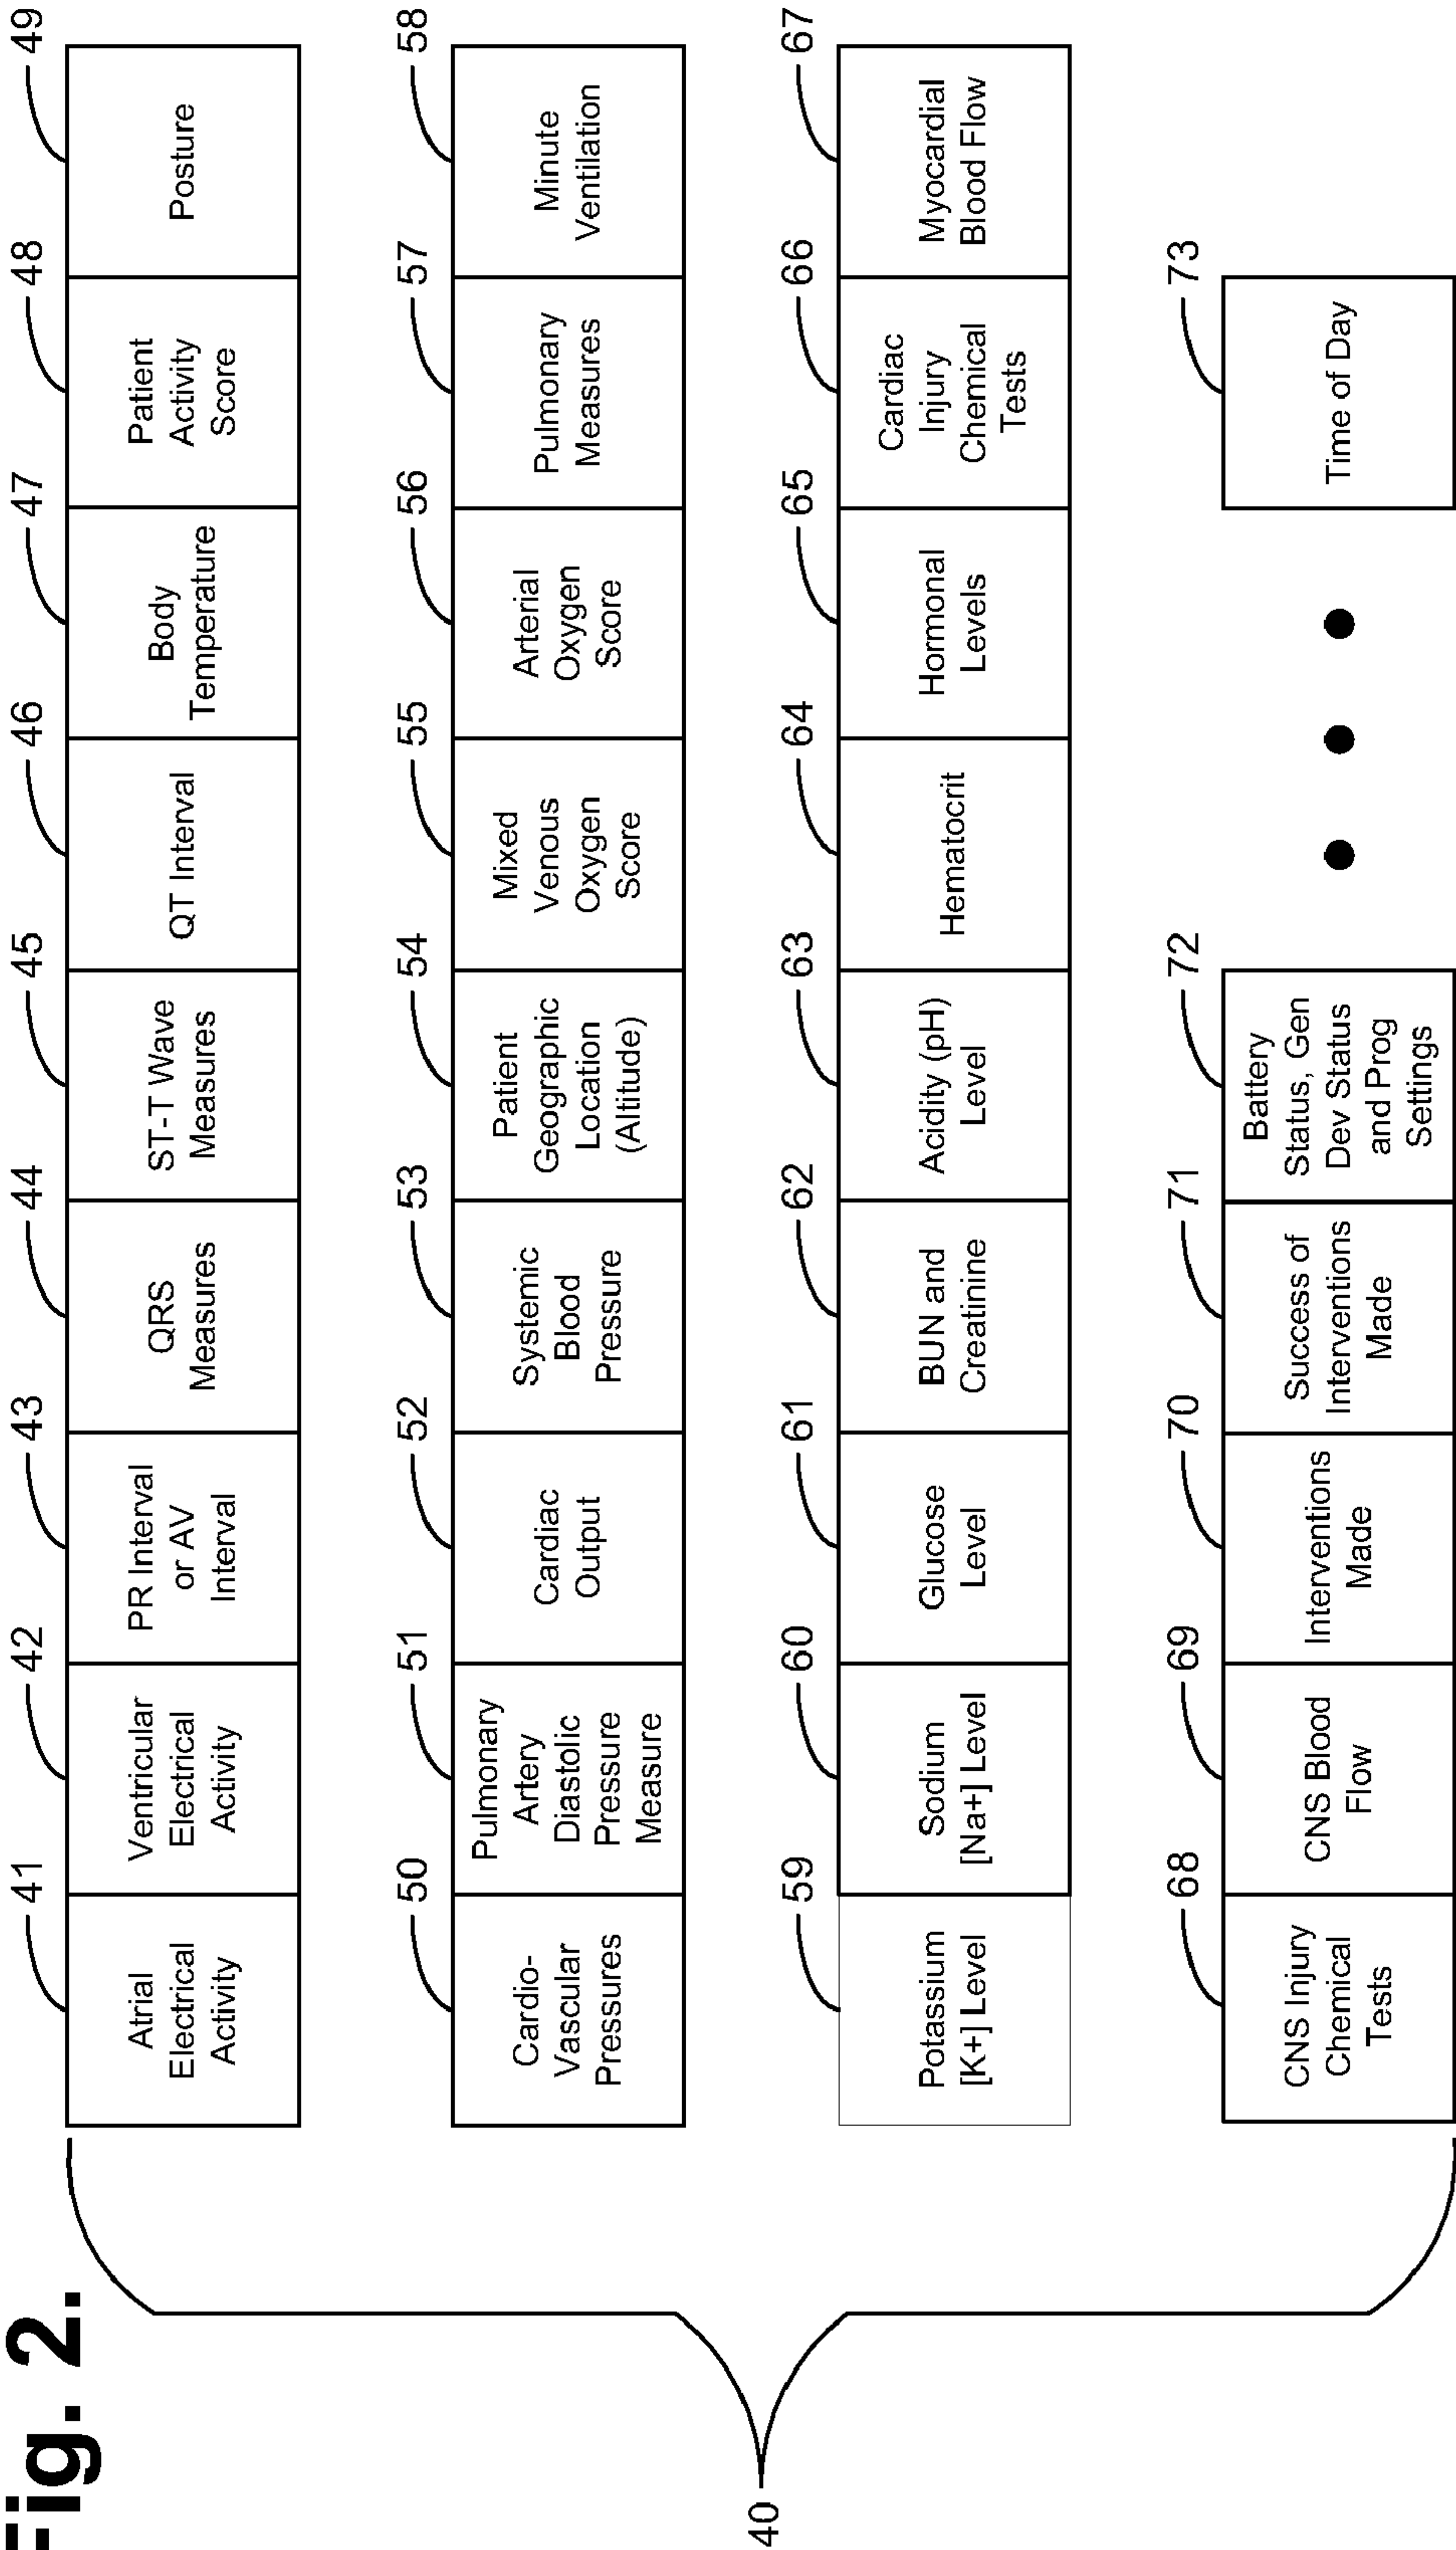 Fig. 2.
40
41
42
43
44
45
46
47
48
49
Atrial
Electrical
Activity
Ventricular
Electrical
Activity
PR Interval
or AV
Interval
QRS
Measures
ST-T Wave
Measures
QT Interval
Body
Temperature
Patient
Activity
Score
Posture
50
51
52
53
54
55
56
57
58
Cardio-
Vascular
Pressures
Pulmonary
Artery
Diastolic
Pressure
Measure
Cardiac
Output
Systemic
Blood
Pressure
Patient
Geographic
Location
(Altitude)
Mixed
Venous
Oxygen
Score
Arterial
Oxygen
Score
Pulmonary
Measures
Minute
Ventilation
59
60
61
62
63
64
65
66
67
Potassium
[K+] Level
Sodium
[Na+] Level
Glucose
Level
BUN and
Creatinine
Acidity (pH)
Level
Hematocrit
Hormonal
Levels
Cardiac
Injury
Chemical
Tests
Myocardial
Blood Flow
68
69
70
71
72
73
CNS Injury
Chemical
Tests
CNS Blood
Flow
Interventions
Made
Success of
Interventions
Made
Battery
Status, Gen
Dev Status
and Prog
Settings
Time of Day